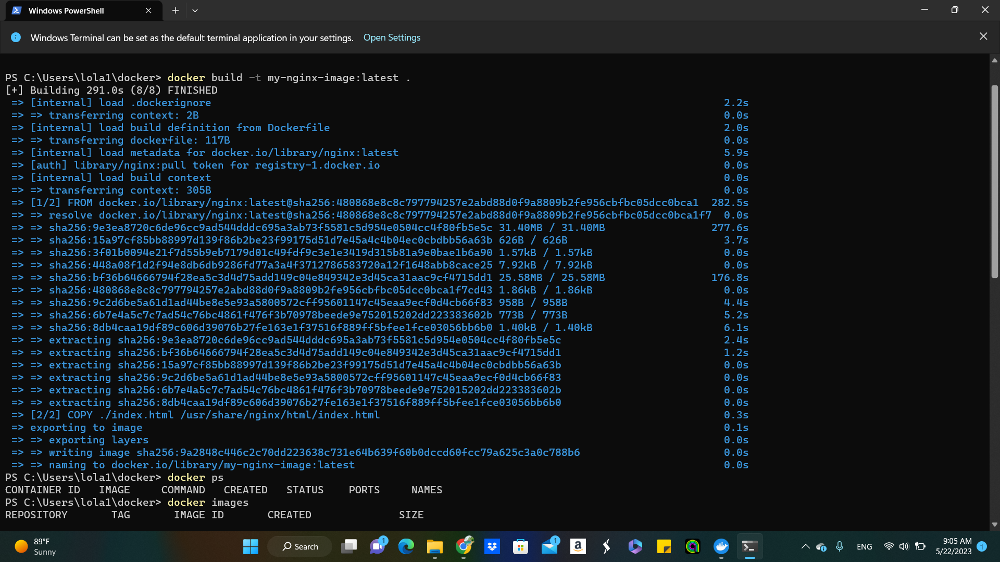 Windows PowerShell
Windows Terminal can be set as the default terminal application in your settings. Open Settings
PS C:\Users\lola1\docker> docker build -t my-nginx-image:latest .
[+] Building 291.0s (8/8) FINISHED
=> [internal] load .dockerignore 2.2s
=> => transferring context: 2B 0.0s
=> [internal] load build definition from Dockerfile 2.0s
=> => transferring dockerfile: 117B 0.0s
=> [internal] load metadata for docker.io/library/nginx:latest 5.9s
=> [auth] library/nginx:pull token for registry-1.docker.io 0.0s
=> [internal] load build context 0.0s
=> => transferring context: 305B 0.0s
=> [1/2] FROM docker.io/library/nginx:latest@sha256:480868e8c8c797794257e2abd88d0f9a8809b2fe956cbfbc05dcc0bca1 282.5s
=> => resolve docker.io/library/nginx:latest@sha256:480868e8c8c797794257e2abd88d0f9a8809b2fe956cbfbc05dcc0bca1f7 0.0s
=> => sha256:9e3ea8720c6de96cc9ad544dddc695a3ab73f5581c5d954e0504cc4f80fb5e5c 31.40MB / 31.40MB 277.6s
=> => sha256:15a97cf85bb88997d139f86b2be23f99175d51d7e45a4c4b04ec0cbdbb56a63b 626B / 626B 3.7s
=> => sha256:3f01b0094e21f7d55b9eb7179d01c49fdf9c3e1e3419d315b81a9e0bae1b6a90 1.57kB / 1.57kB 0.0s
=> => sha256:448a08f1d2f94e8db6db9286fd77a3a4f3712786583720a12f1648abb8cace25 7.92kB / 7.92kB 0.0s
=> => sha256:bf36b64666794f28ea5c3d4d75add149c04e849342e3d45ca31aac9cf4715dd1 25.58MB / 25.58MB 176.8s
=> => sha256:480868e8c8c797794257e2abd88d0f9a8809b2fe956cbfbc05dcc0bca1f7cd43 1.86kB / 1.86kB 0.0s
=> => sha256:9c2d6be5a61d1ad44be8e5e93a5800572cff95601147c45eaa9ecf0d4cb66f83 958B / 958B 4.4s
=> => sha256:6b7e4a5c7c7ad54c76bc4861f476f3b70978beede9e752015202dd223383602b 773B / 773B 5.2s
=> => sha256:8db4caa19df89c606d39076b27fe163e1f37516f889ff5bfee1fce03056bb6b0 1.40kB / 1.40kB 6.1s
=> => extracting sha256:9e3ea8720c6de96cc9ad544dddc695a3ab73f5581c5d954e0504cc4f80fb5e5c 2.4s
=> => extracting sha256:bf36b64666794f28ea5c3d4d75add149c04e849342e3d45ca31aac9cf4715dd1 1.2s
=> => extracting sha256:15a97cf85bb88997d139f86b2be23f99175d51d7e45a4c4b04ec0cbdbb56a63b 0.0s
=> => extracting sha256:9c2d6be5a61d1ad44be8e5e93a5800572cff95601147c45eaa9ecf0d4cb66f83 0.0s
=> => extracting sha256:6b7e4a5c7c7ad54c76bc4861f476f3b70978beede9e752015202dd223383602b 0.0s
=> => extracting sha256:8db4caa19df89c606d39076b27fe163e1f37516f889ff5bfee1fce03056bb6b0 0.0s
=> [2/2] COPY ./index.html /usr/share/nginx/html/index.html 0.3s
=> exporting to image 0.1s
=> => exporting layers 0.0s
=> => writing image sha256:9a2848c446c2c70dd223638c731e64b639f60b0dccd60fcc79a625c3a0c788b6 0.0s
=> => naming to docker.io/library/my-nginx-image:latest 0.0s
PS C:\Users\lola1\docker> docker ps
CONTAINER ID IMAGE COMMAND CREATED STATUS PORTS NAMES
PS C:\Users\lola1\docker> docker images
REPOSITORY TAG IMAGE ID CREATED SIZE
89°F
Sunny
Search
1
1
a
ENG
9:05 AM
5/22/2023
1